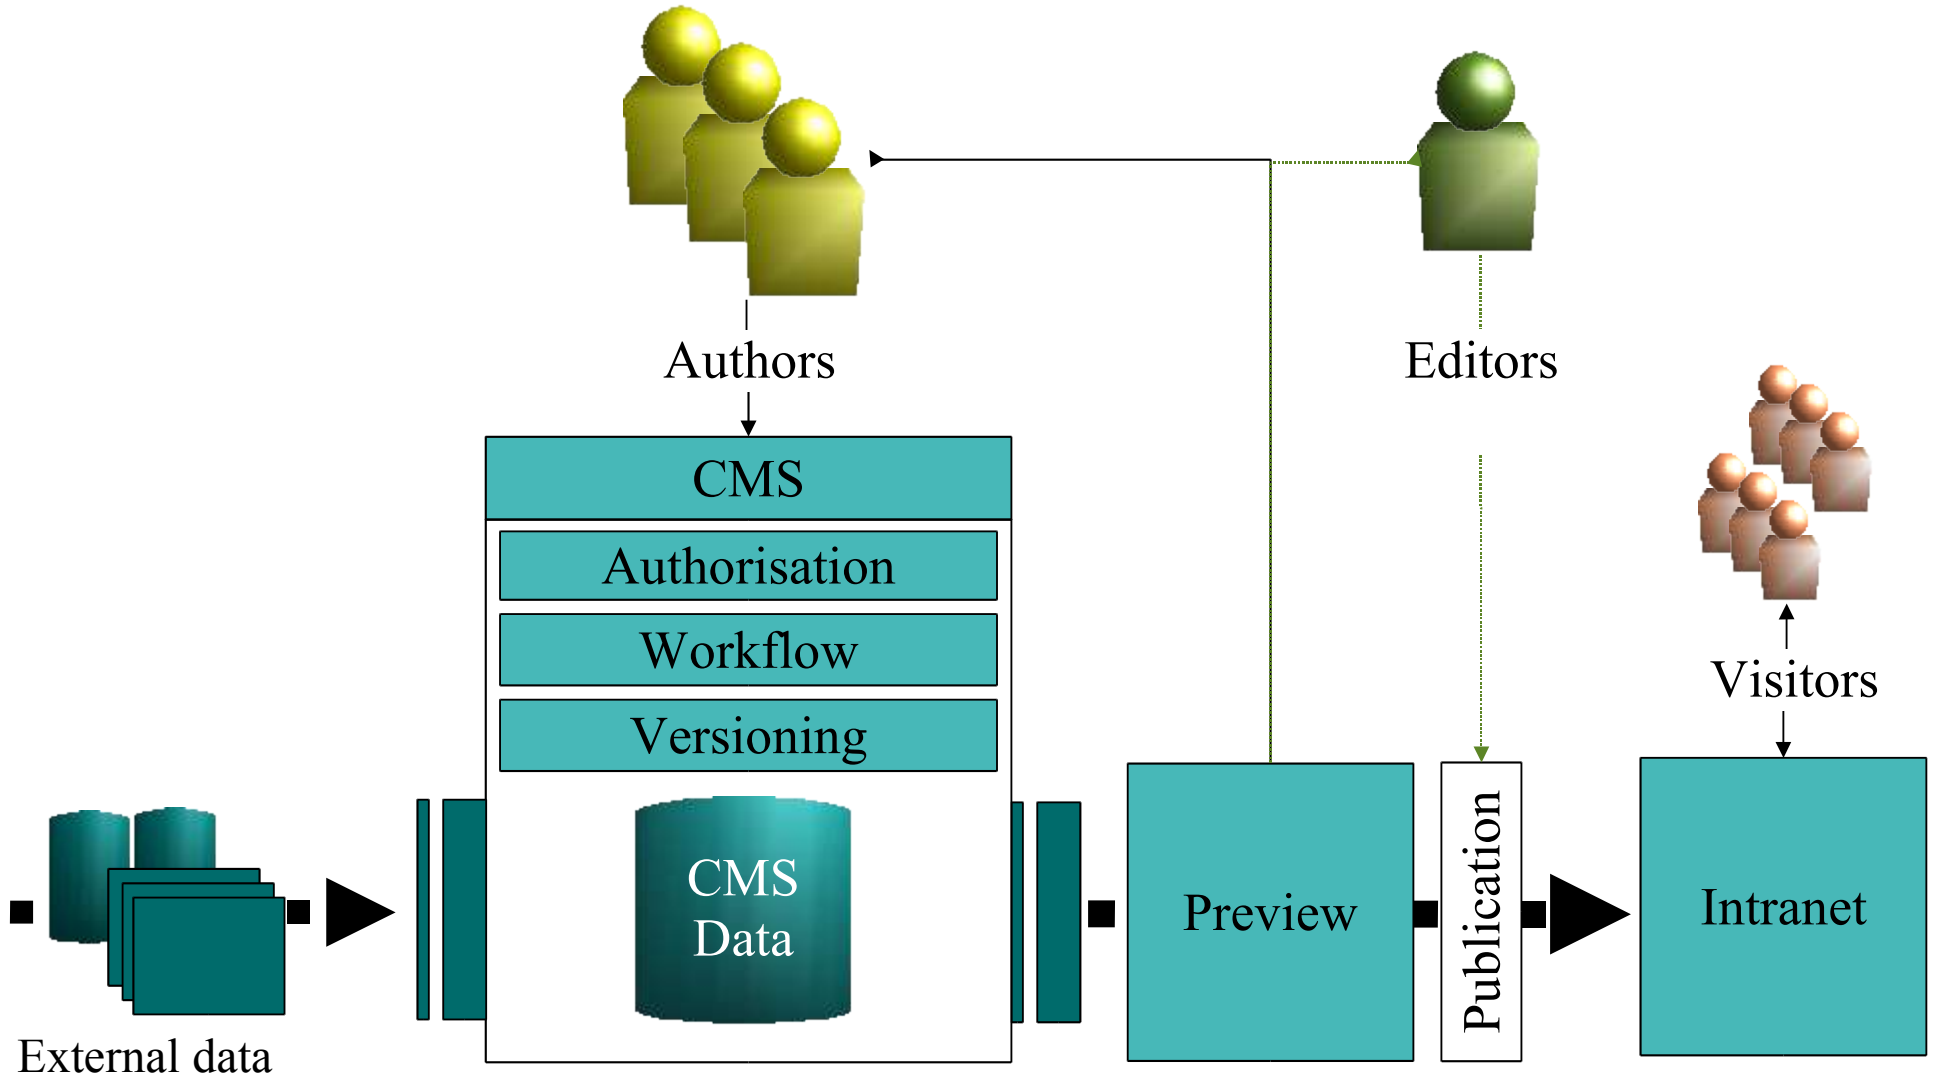 Authors
Editors
CMS
Authorisation
Workflow
Versioning
Visitors
CMS
Data
Preview
Publication
Intranet
External data